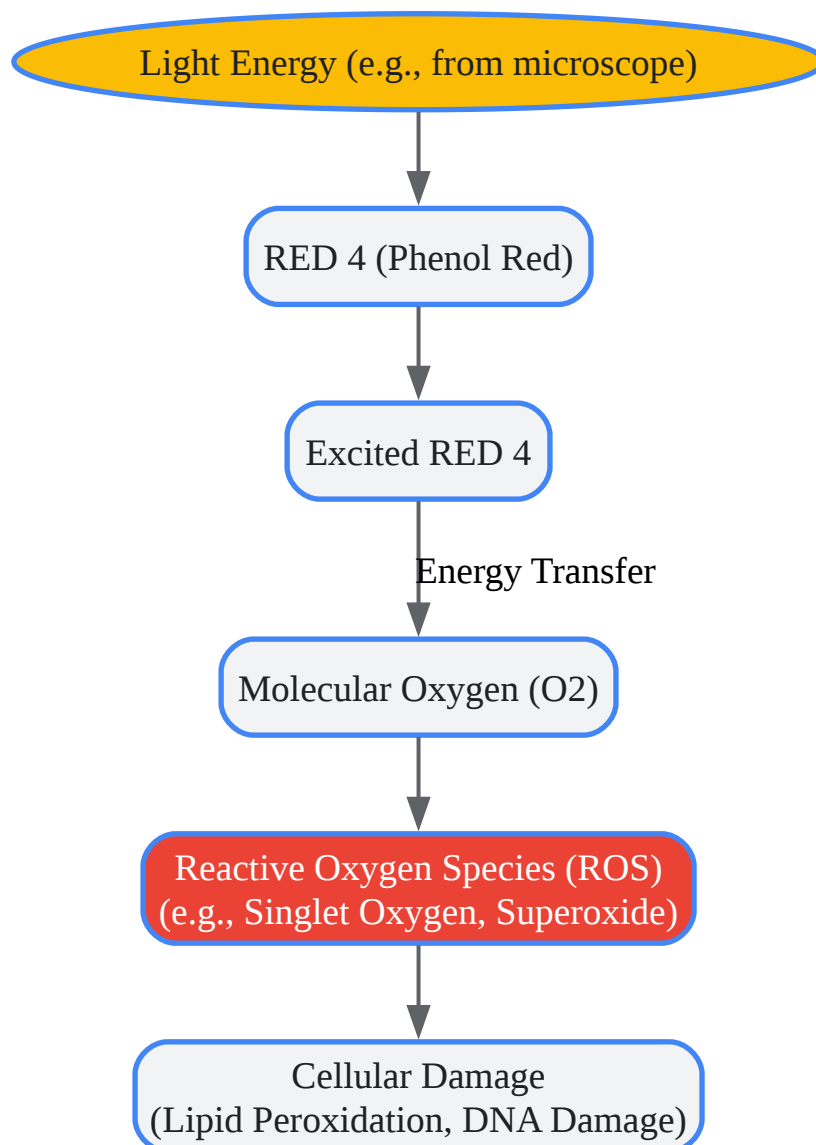 Light Energy (e.g., from microscope)
RED 4 (Phenol Red)
Excited RED 4
Energy Transfer
Molecular Oxygen (O2)
Reactive Oxygen Species (ROS)
(e.g., Singlet Oxygen, Superoxide)
Cellular Damage
(Lipid Peroxidation, DNA Damage)